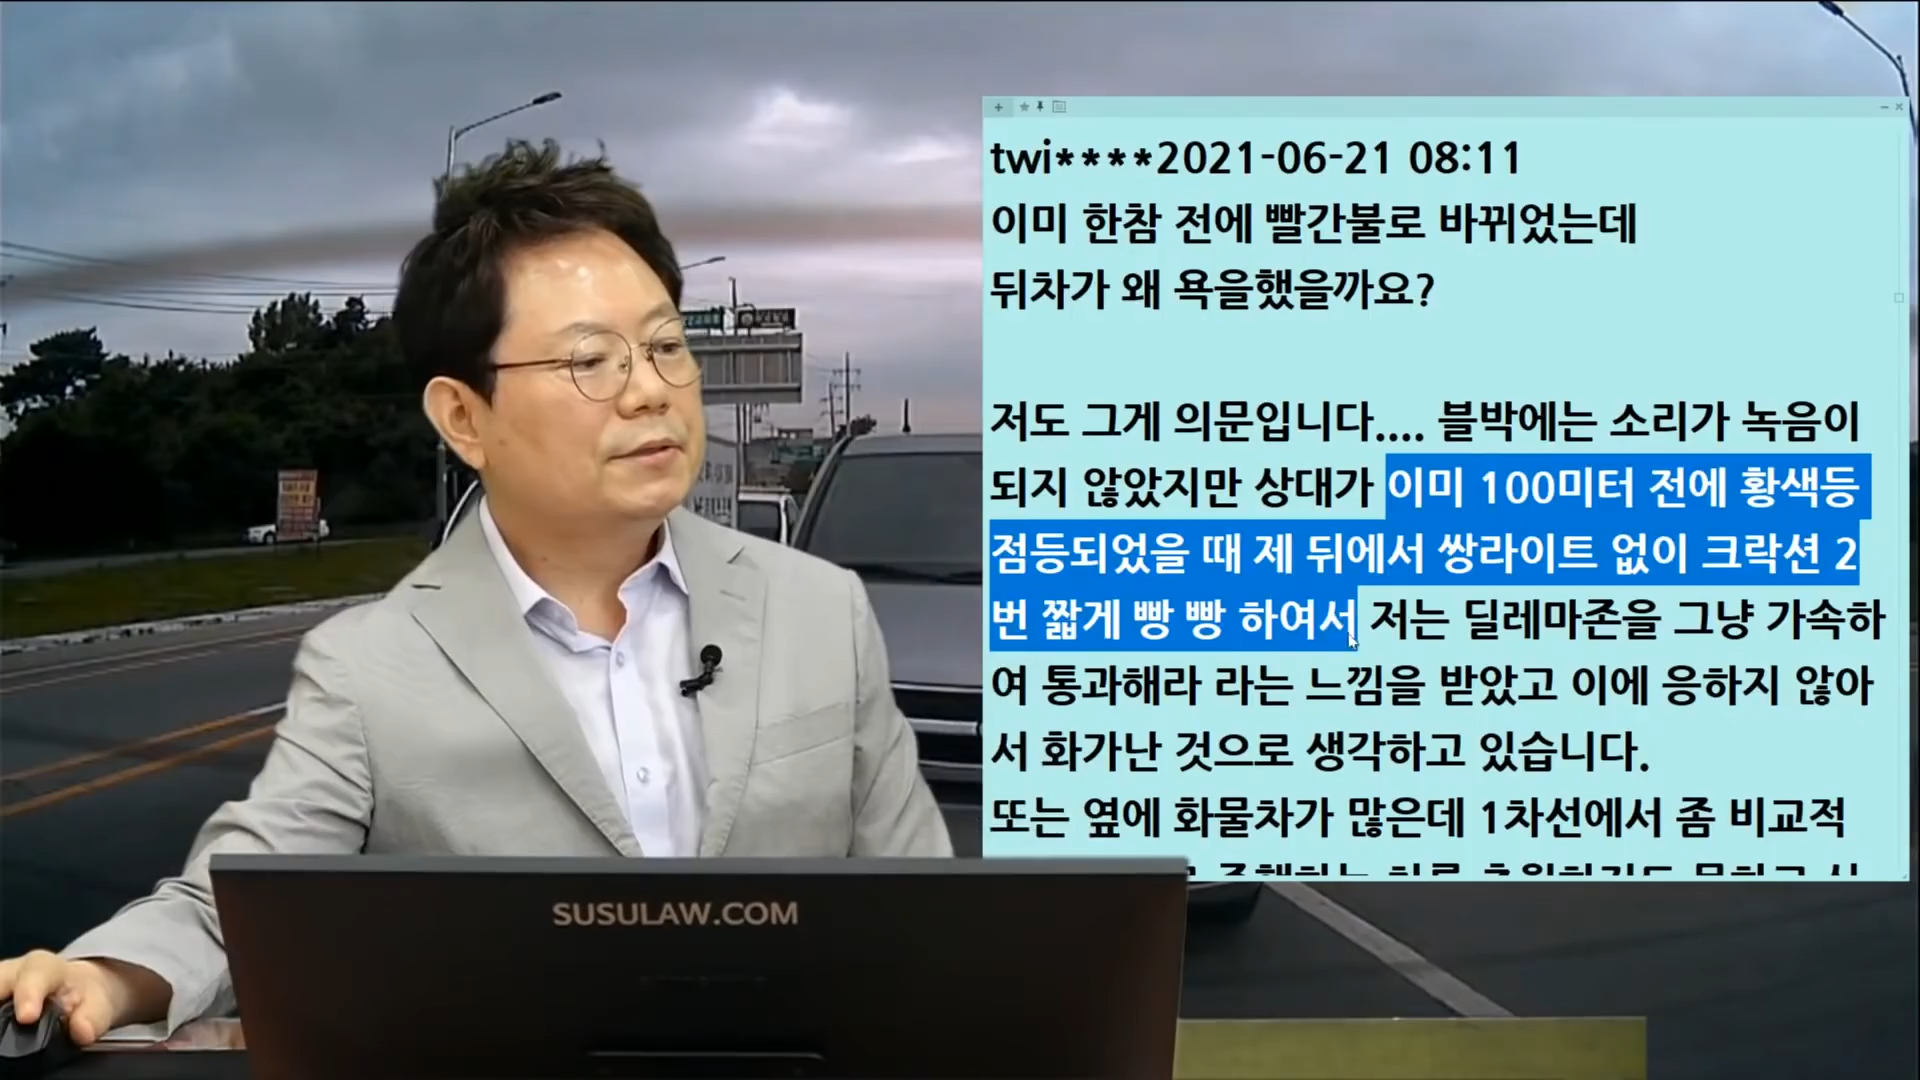 twi****2021-06-21 08:11
이미 한참 전에 빨간불로 바뀌었는데
뒤차가 왜 욕을했을까요?
저도 그게 의문입니다.... 블박에는 소리가 녹음이
되지 않았지만 상대가 이미 100미터 전에 황색등
점등되었을 때 제 뒤에서 쌍라이트 없이 크락션 2
번 짧게 빵 빵 하여서 저는 딜레마존을 그냥 가속하
여 통과해라 라는 느낌을 받았고 이에 응하지 않아
서 화가난 것으로 생각하고 있습니다.
또는 옆에 화물차가 많은데 1차선에서 좀 비교적
SUSULAW.COM